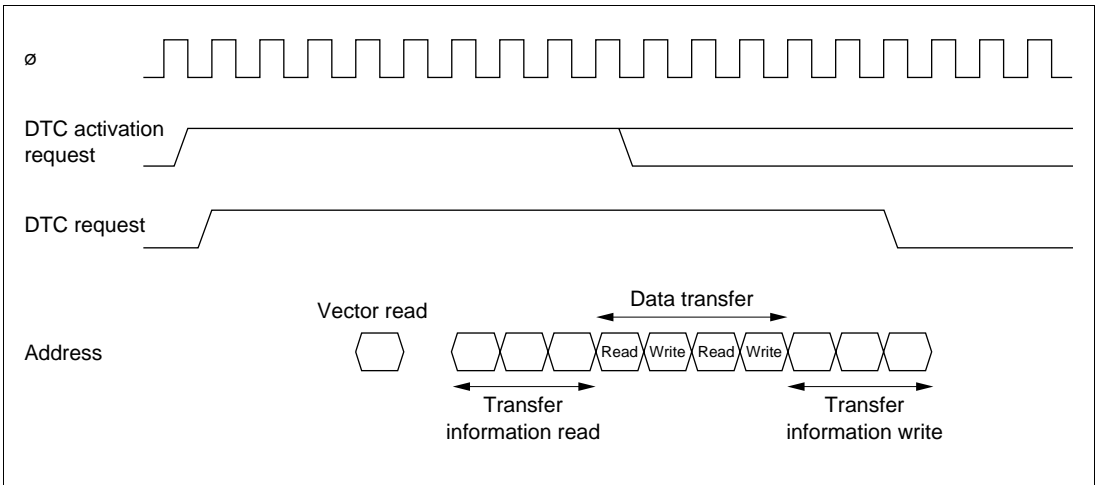 ø
DTC activation
request
DTC request
Vector read
Data transfer
Address
Read Write Read Write
Transfer
information read
Transfer
information write